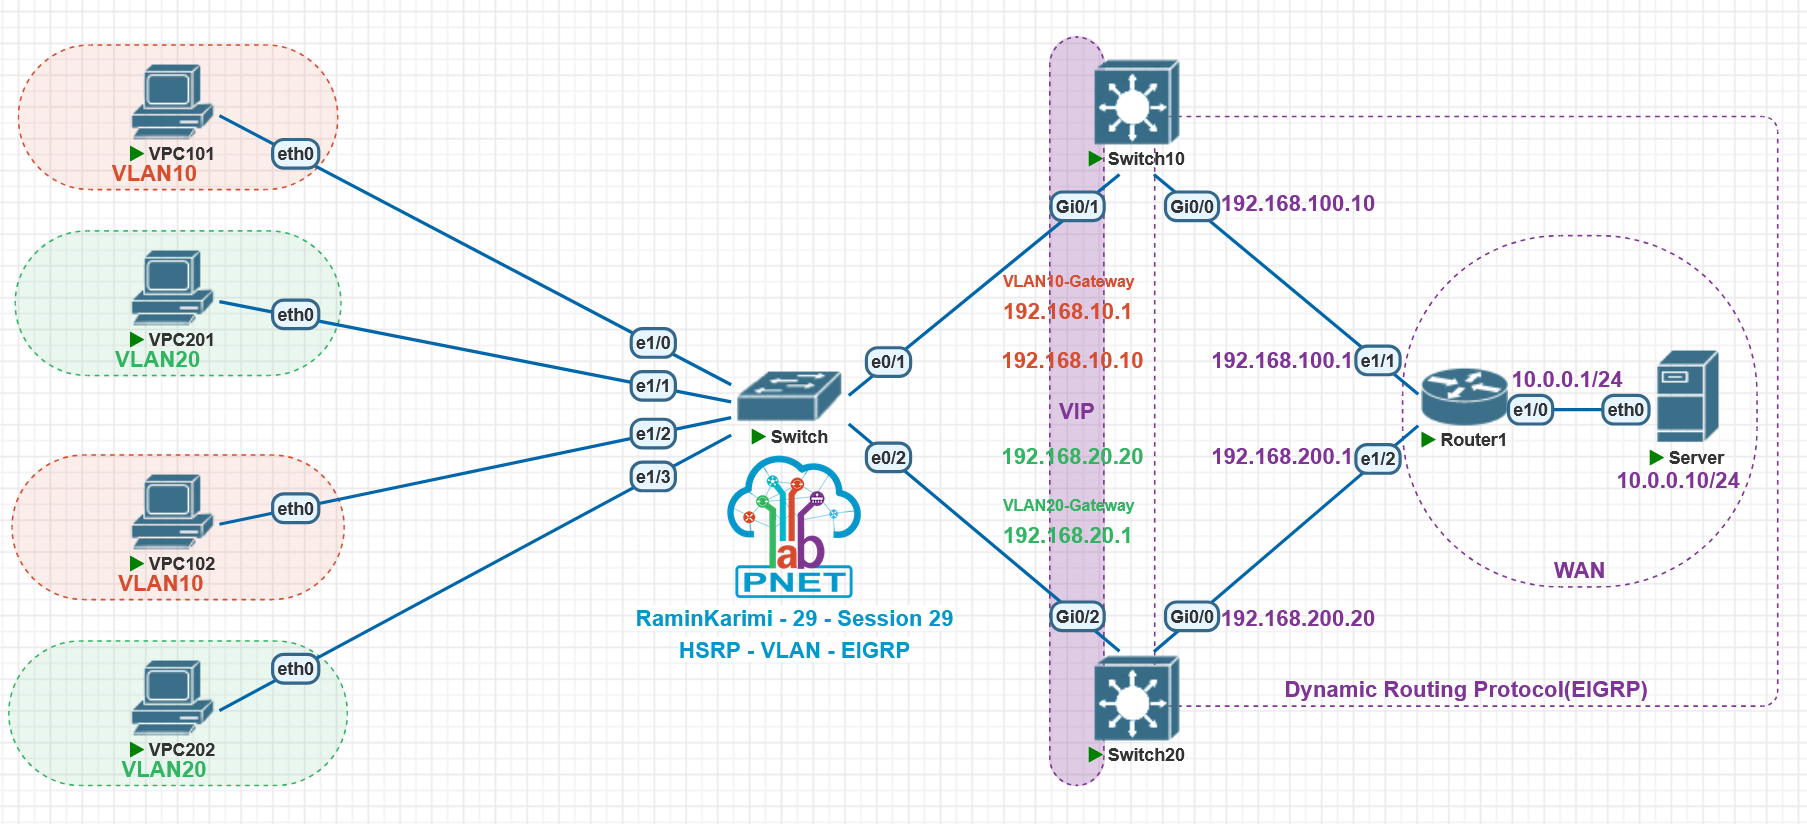 VPC101
VLAN10
eth0
VPC201
VLAN20
eth0
VPC102
VLAN10
eth0
VPC202
VLAN20
eth0
e1/0
e1/1
e1/2
e1/3
Switch
e0/1
e0/2
ab
PNET
RaminKarimi - 29 - Session 29
HSRP - VLAN - EIGRP
Switch10
Gi0/1
Gi0/0
192.168.100.10
VLAN10-Gateway
192.168.10.1
192.168.10.10
VIP
192.168.20.20
VLAN20-Gateway
192.168.20.1
Gi0/2
Gi0/0
192.168.200.20
Switch20
192.168.100.1
e1/1
192.168.200.1
e1/2
Router1
10.0.0.1/24
e1/0
eth0
Server
10.0.0.10/24
WAN
Dynamic Routing Protocol(EIGRP)